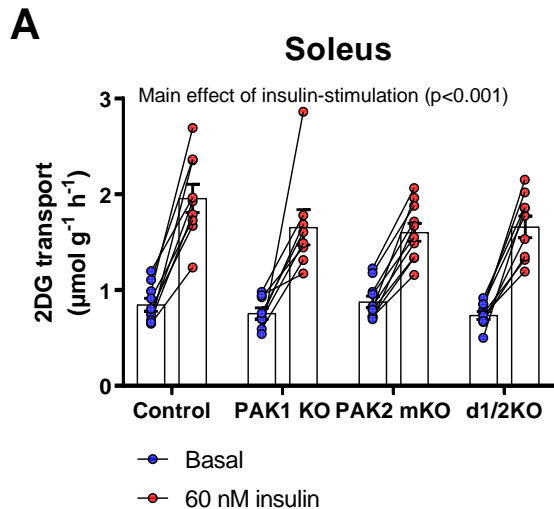 A
Soleus
Main effect of insulin-stimulation (p<0.001)
2DG transport
(µmol g⁻¹ h⁻¹)
3
2
1
0
Control PAK1 KO PAK2 mKO d1/2KO
Basal
60 nM insulin